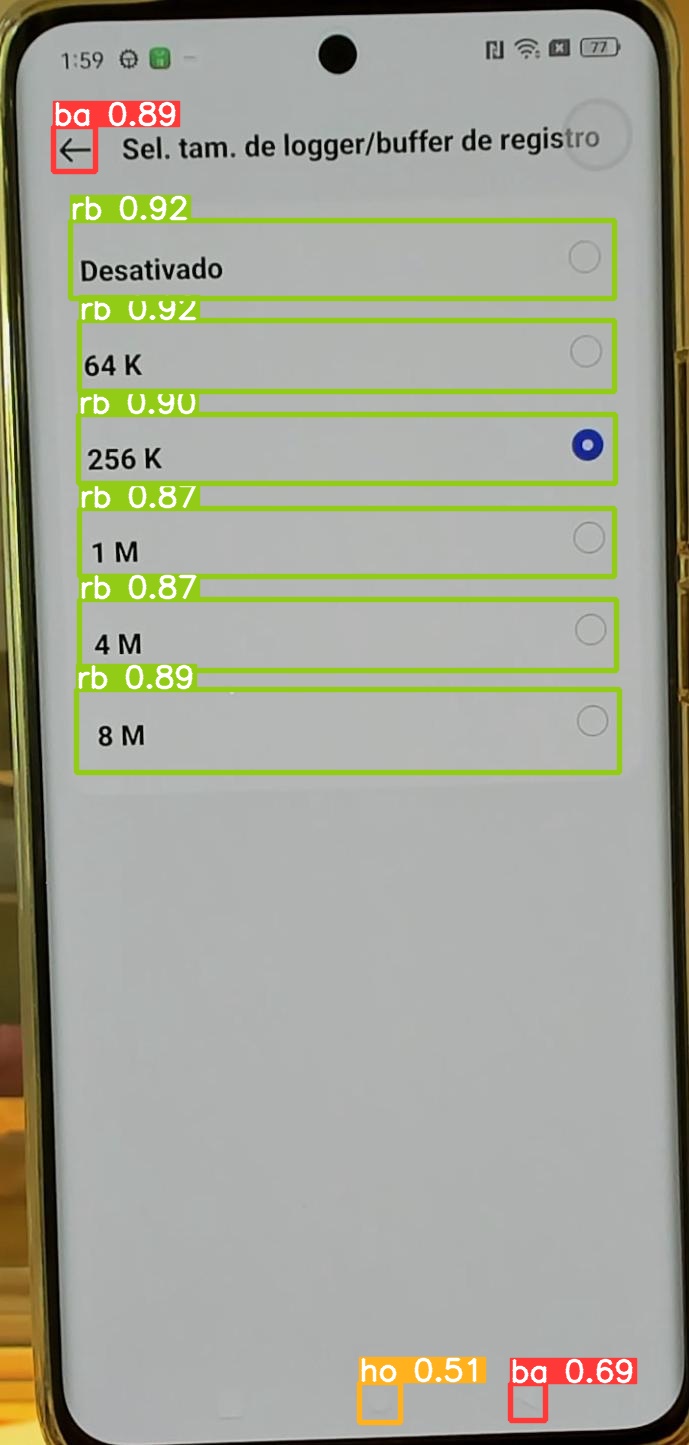 1:59 77
ba 0.89
Sel. tam. de logger/buffer de registro
rb 0.92
Desativado
rb 0.92
64 K
rb 0.90
256 K
rb 0.87
1 M
rb 0.87
4 M
rb 0.89
8 M
ho 0.51 ba 0.69